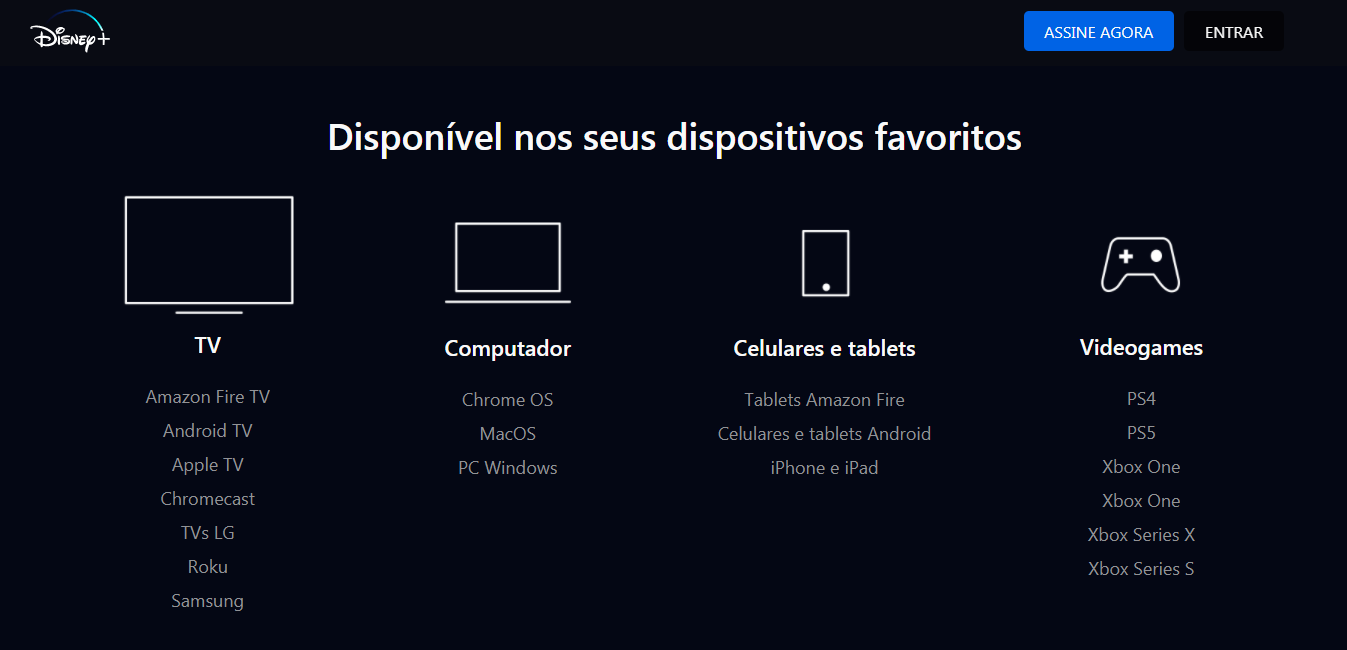 Disney+
ASSINE AGORA
ENTRAR
Disponível nos seus dispositivos favoritos
TV
Amazon Fire TV
Android TV
Apple TV
Chromecast
TVs LG
Roku
Samsung
Computador
Chrome OS
MacOS
PC Windows
Celulares e tablets
Tablets Amazon Fire
Celulares e tablets Android
iPhone e iPad
Videogames
PS4
PS5
Xbox One
Xbox One
Xbox Series X
Xbox Series S